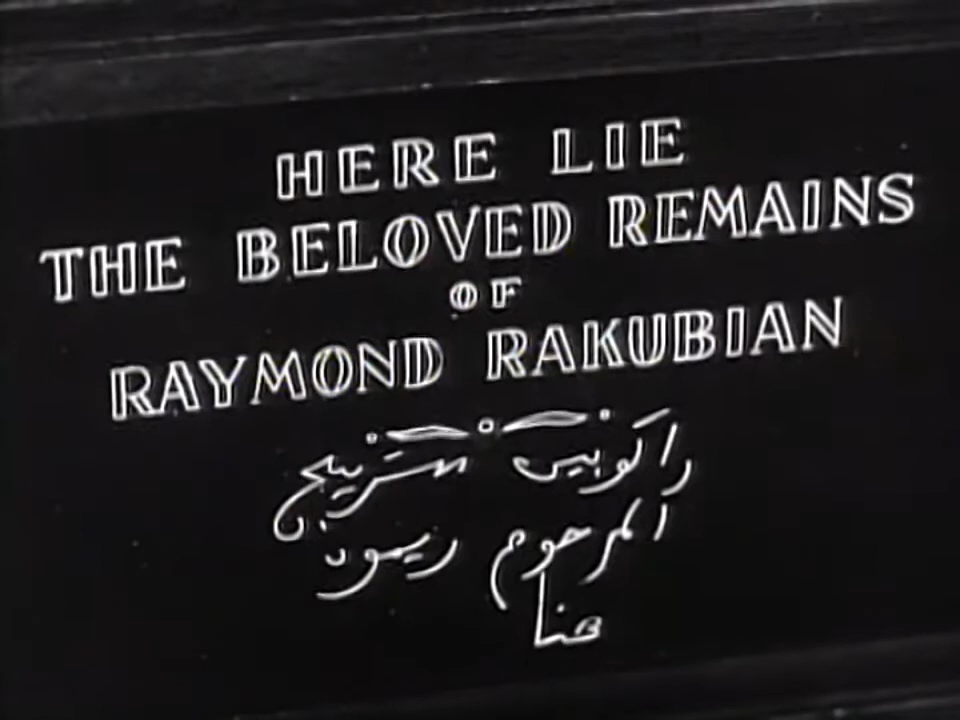 HERE LIE
THE BELOVED REMAINS
OF
RAYMOND RAKUBIAN
المرحوم ريمون
هنا